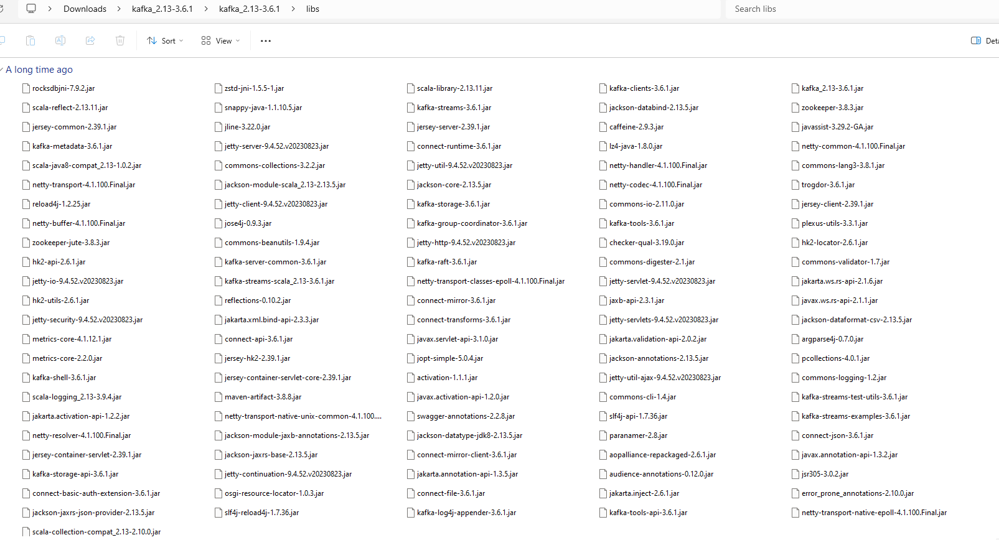 Downloads > kafka_2.13-3.6.1 > kafka_2.13-3.6.1 > libs
Search libs
Sort
View
A long time ago
rocksdbjni-7.9.2.jar zstd-jni-1.5.5-1.jar scala-library-2.13.11.jar kafka-clients-3.6.1.jar kafka_2.13-3.6.1.jar
scala-reflect-2.13.11.jar snappy-java-1.1.10.5.jar kafka-streams-3.6.1.jar jackson-databind-2.13.5.jar zookeeper-3.8.3.jar
jersey-common-2.39.1.jar jline-3.22.0.jar jersey-server-2.39.1.jar caffeine-2.9.3.jar javassist-3.29.2-GA.jar
kafka-metadata-3.6.1.jar jetty-server-9.4.52.v20230823.jar connect-runtime-3.6.1.jar lz4-java-1.8.0.jar netty-common-4.1.100.Final.jar
scala-java8-compat_2.13-1.0.2.jar commons-collections-3.2.2.jar jetty-util-9.4.52.v20230823.jar netty-handler-4.1.100.Final.jar commons-lang3-3.8.1.jar
netty-transport-4.1.100.Final.jar jackson-module-scala_2.13-2.13.5.jar jackson-core-2.13.5.jar netty-codec-4.1.100.Final.jar trogdor-3.6.1.jar
reload4j-1.2.25.jar jetty-client-9.4.52.v20230823.jar kafka-storage-3.6.1.jar commons-io-2.11.0.jar jersey-client-2.39.1.jar
netty-buffer-4.1.100.Final.jar jose4j-0.9.3.jar kafka-group-coordinator-3.6.1.jar kafka-tools-3.6.1.jar plexus-utils-3.3.1.jar
zookeeper-jute-3.8.3.jar commons-beanutils-1.9.4.jar jetty-http-9.4.52.v20230823.jar checker-qual-3.19.0.jar hk2-locator-2.6.1.jar
hk2-api-2.6.1.jar kafka-server-common-3.6.1.jar kafka-raft-3.6.1.jar commons-digester-2.1.jar commons-validator-1.7.jar
jetty-io-9.4.52.v20230823.jar kafka-streams-scala_2.13-3.6.1.jar netty-transport-classes-epoll-4.1.100.Final.jar jetty-servlet-9.4.52.v20230823.jar jakarta.ws.rs-api-2.1.6.jar
hk2-utils-2.6.1.jar reflections-0.10.2.jar connect-mirror-3.6.1.jar jaxb-api-2.3.1.jar javax.ws.rs-api-2.1.1.jar
jetty-security-9.4.52.v20230823.jar jakarta.xml.bind-api-2.3.3.jar connect-transforms-3.6.1.jar jetty-servlets-9.4.52.v20230823.jar jackson-dataformat-csv-2.13.5.jar
metrics-core-4.1.12.1.jar connect-api-3.6.1.jar javax.servlet-api-3.1.0.jar jakarta.validation-api-2.0.2.jar argparse4j-0.7.0.jar
metrics-core-2.2.0.jar jersey-hk2-2.39.1.jar jopt-simple-5.0.4.jar jackson-annotations-2.13.5.jar pcollections-4.0.1.jar
kafka-shell-3.6.1.jar jersey-container-servlet-core-2.39.1.jar activation-1.1.1.jar jetty-util-ajax-9.4.52.v20230823.jar commons-logging-1.2.jar
scala-logging_2.13-3.9.4.jar maven-artifact-3.8.8.jar javax.activation-api-1.2.0.jar commons-cli-1.4.jar kafka-streams-test-utils-3.6.1.jar
jakarta.activation-api-1.2.2.jar netty-transport-native-unix-common-4.1.100.... swagger-annotations-2.2.8.jar slf4j-api-1.7.36.jar kafka-streams-examples-3.6.1.jar
netty-resolver-4.1.100.Final.jar jackson-module-jaxb-annotations-2.13.5.jar jackson-datatype-jdk8-2.13.5.jar paranamer-2.8.jar connect-json-3.6.1.jar
jersey-container-servlet-2.39.1.jar jackson-jaxrs-base-2.13.5.jar connect-mirror-client-3.6.1.jar aopalliance-repackaged-2.6.1.jar javax.annotation-api-1.3.2.jar
kafka-storage-api-3.6.1.jar jetty-continuation-9.4.52.v20230823.jar jakarta.annotation-api-1.3.5.jar audience-annotations-0.12.0.jar jsr305-3.0.2.jar
connect-basic-auth-extension-3.6.1.jar osgi-resource-locator-1.0.3.jar connect-file-3.6.1.jar jakarta.inject-2.6.1.jar error_prone_annotations-2.10.0.jar
jackson-jaxrs-json-provider-2.13.5.jar slf4j-reload4j-1.7.36.jar kafka-log4j-appender-3.6.1.jar kafka-tools-api-3.6.1.jar netty-transport-native-epoll-4.1.100.Final.jar
scala-collection-compat_2.13-2.10.0.jar